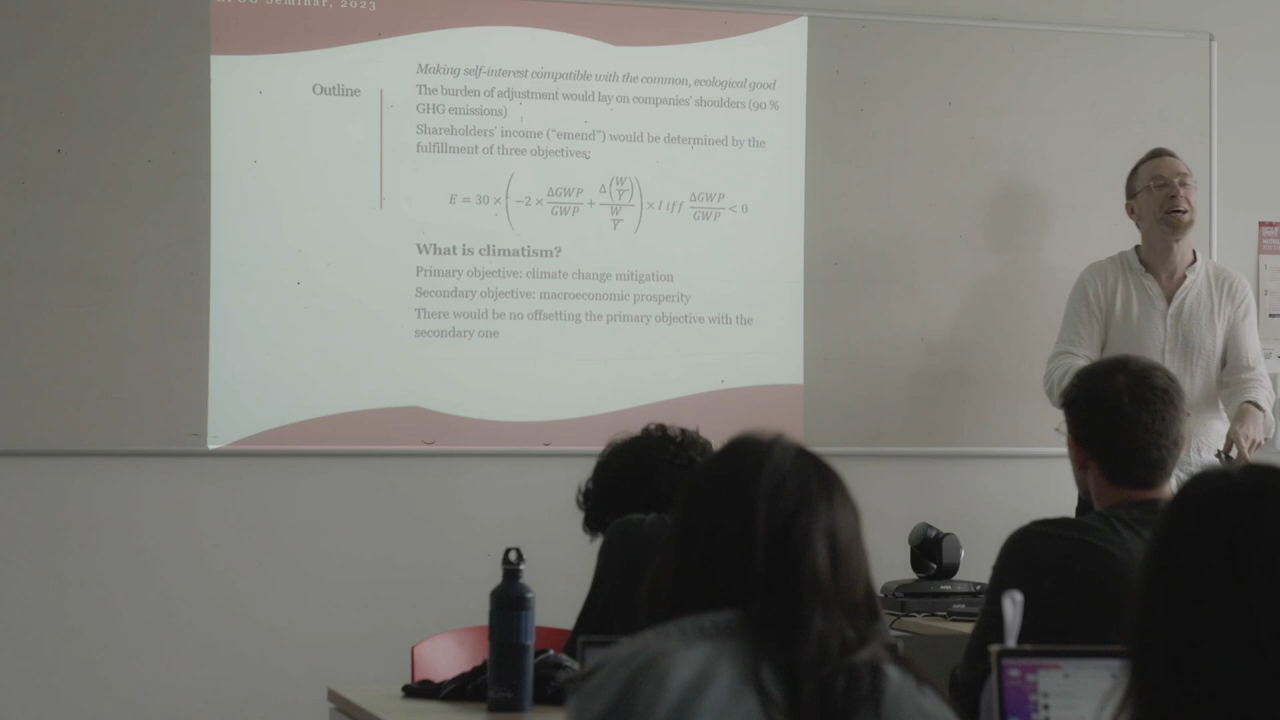 Seminar, 2023
Outline
Making self-interest compatible with the common, ecological good
The burden of adjustment would lay on companies' shoulders (90 %
GHG emissions)
Shareholders' income ("emend") would be determined by the
fulfillment of three objectives:
E = 30 × (−2 × ΔGWP/GWP + Δ(W/Y)/(W/Y)) × I iff ΔGWP/GWP < 0
What is climatism?
Primary objective: climate change mitigation
Secondary objective: macroeconomic prosperity
There would be no offsetting the primary objective with the
secondary one